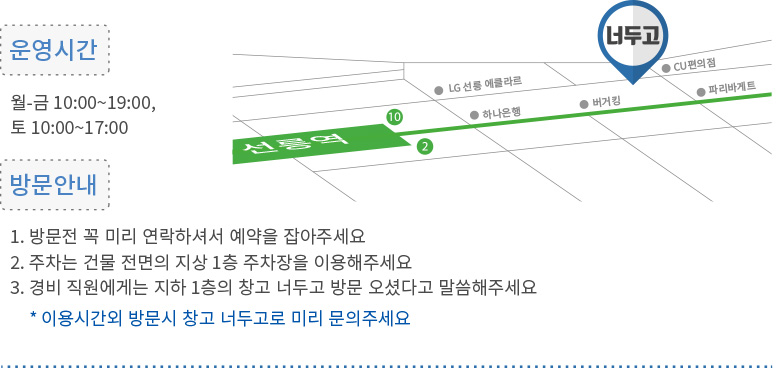 운영시간
월-금 10:00~19:00,
토 10:00~17:00
너두고
CU편의점
LG 선릉 에클라르
파리바게트
버거킹
하나은행
10
선릉역
2
방문안내
1. 방문전 꼭 미리 연락하셔서 예약을 잡아주세요
2. 주차는 건물 전면의 지상 1층 주차장을 이용해주세요
3. 경비 직원에게는 지하 1층의 창고 너두고 방문 오셨다고 말씀해주세요
* 이용시간외 방문시 창고 너두고로 미리 문의주세요